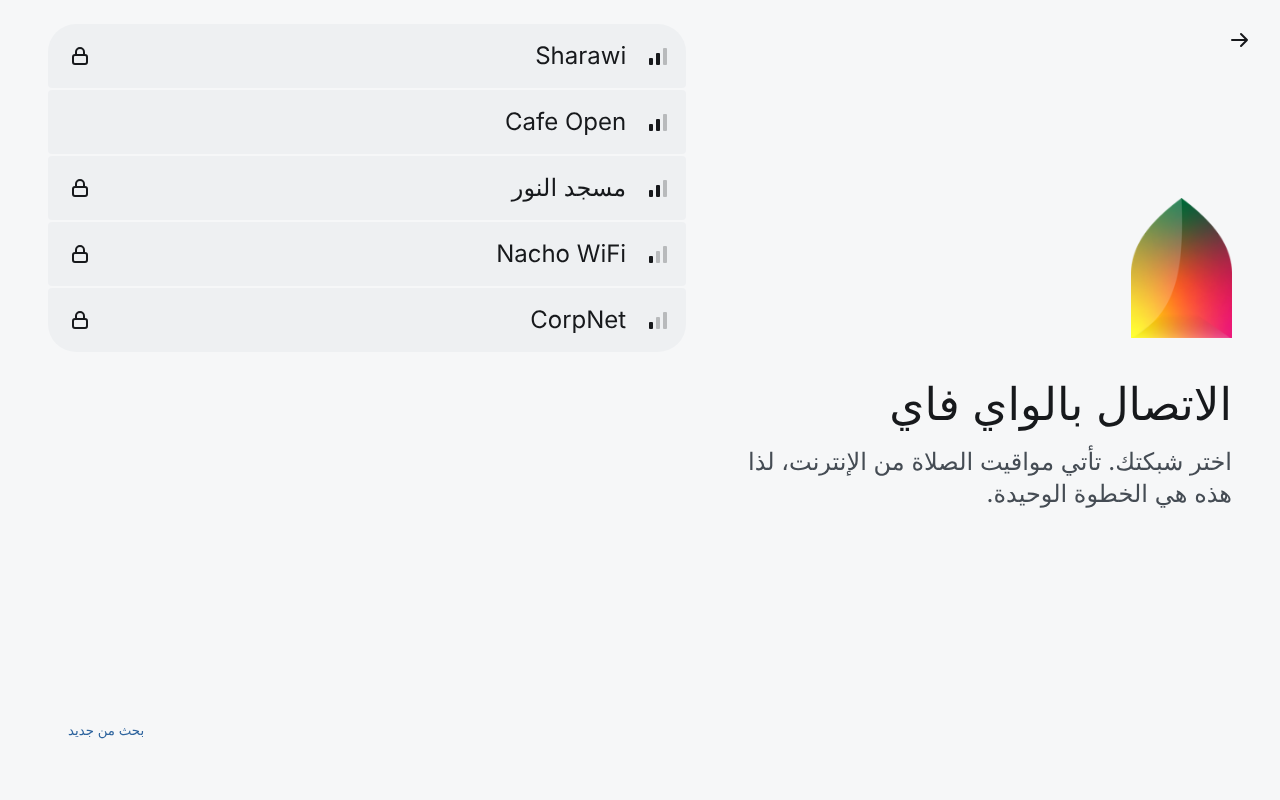 الاتصال بالواي فاي
اختر شبكتك. تأتي مواقيت الصلاة من الإنترنت، لذا
هذه هي الخطوة الوحيدة.
Sharawi
Cafe Open
مسجد النور
Nacho WiFi
CorpNet
بحث من جديد